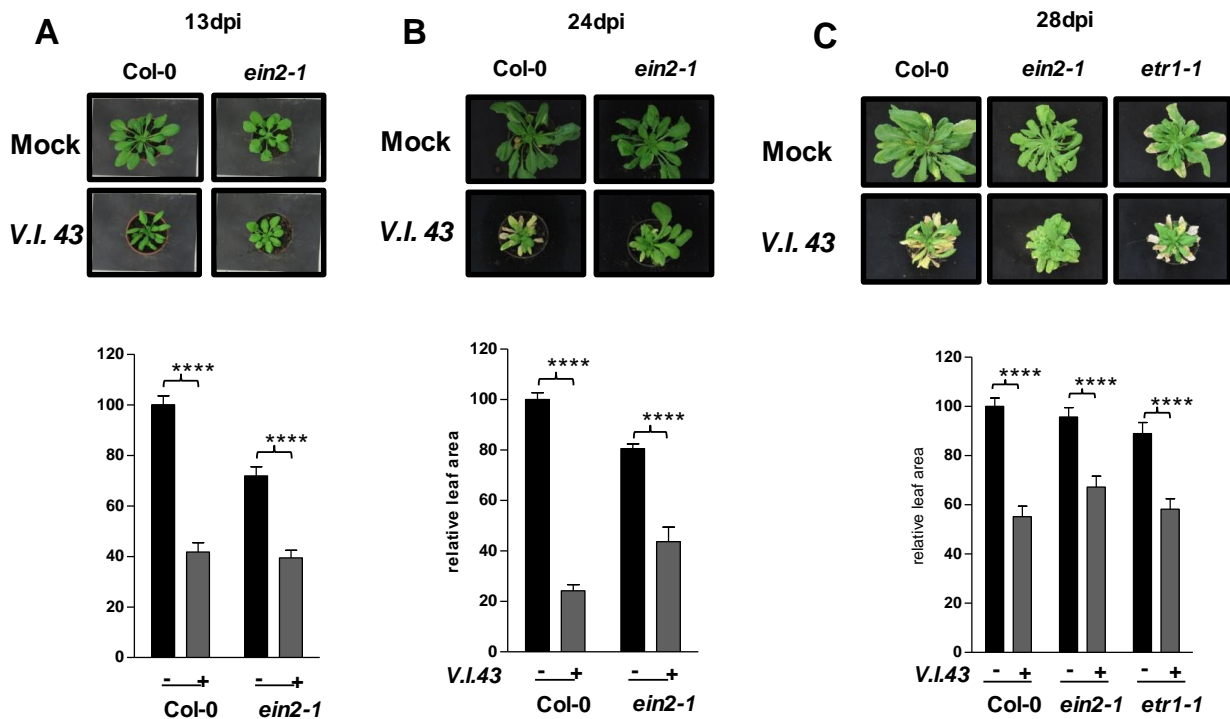 A
13dpi
Col-0 ein2-1
Mock
V.l. 43
120
100
80
60
40
20
0
****
****
- + - +
Col-0 ein2-1
B
24dpi
Col-0 ein2-1
Mock
V.l. 43
relative leaf area
120
100
80
60
40
20
0
****
****
V.l.43 - + - +
Col-0 ein2-1
C
28dpi
Col-0 ein2-1 etr1-1
Mock
V.l. 43
relative leaf area
120
100
80
60
40
20
0
**** **** ****
V.l.43 - + - + - +
Col-0 ein2-1 etr1-1